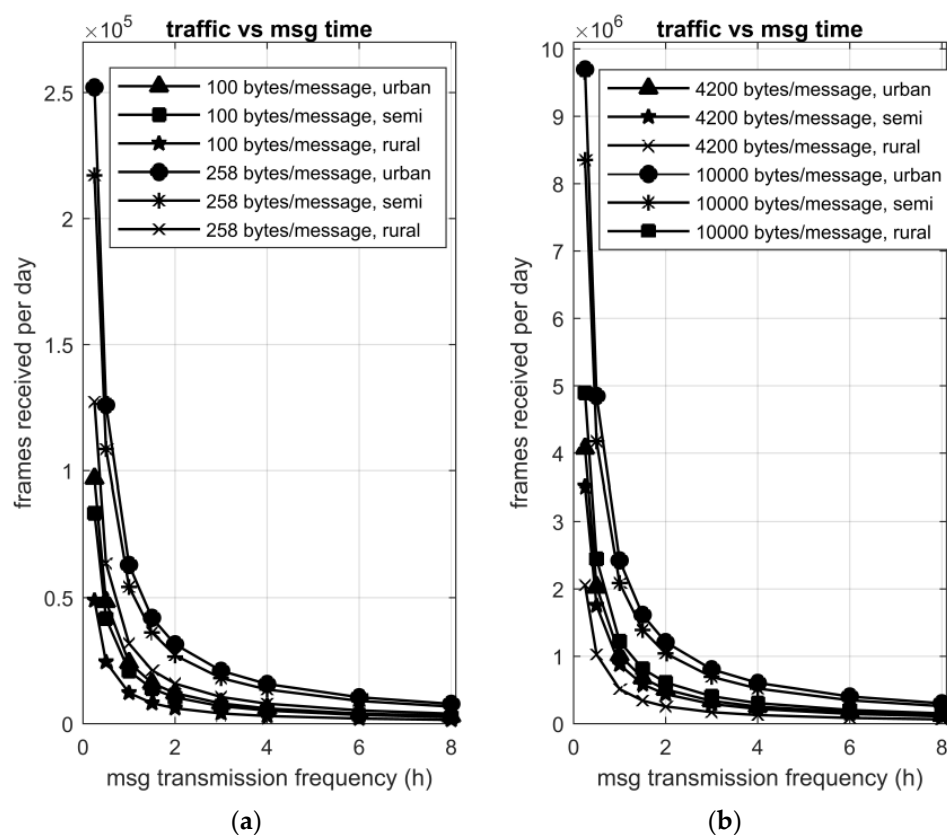 ×10⁵
traffic vs msg time
100 bytes/message, urban
100 bytes/message, semi
100 bytes/message, rural
258 bytes/message, urban
258 bytes/message, semi
258 bytes/message, rural
2.5
2
1.5
1
0.5
0
frames received per day
0 2 4 6 8
msg transmission frequency (h)
(a)
×10⁶
traffic vs msg time
4200 bytes/message, urban
4200 bytes/message, semi
4200 bytes/message, rural
10000 bytes/message, urban
10000 bytes/message, semi
10000 bytes/message, rural
10
9
8
7
6
5
4
3
2
1
0
frames received per day
0 2 4 6 8
msg transmission frequency (h)
(b)